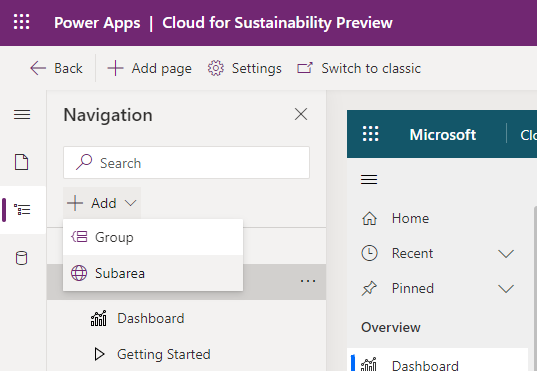 Power Apps | Cloud for Sustainability Preview
Back Add page Settings Switch to classic
Navigation
Search
Add
Group
Subarea
Dashboard
Getting Started
Microsoft
Home
Recent
Pinned
Overview
Dashboard